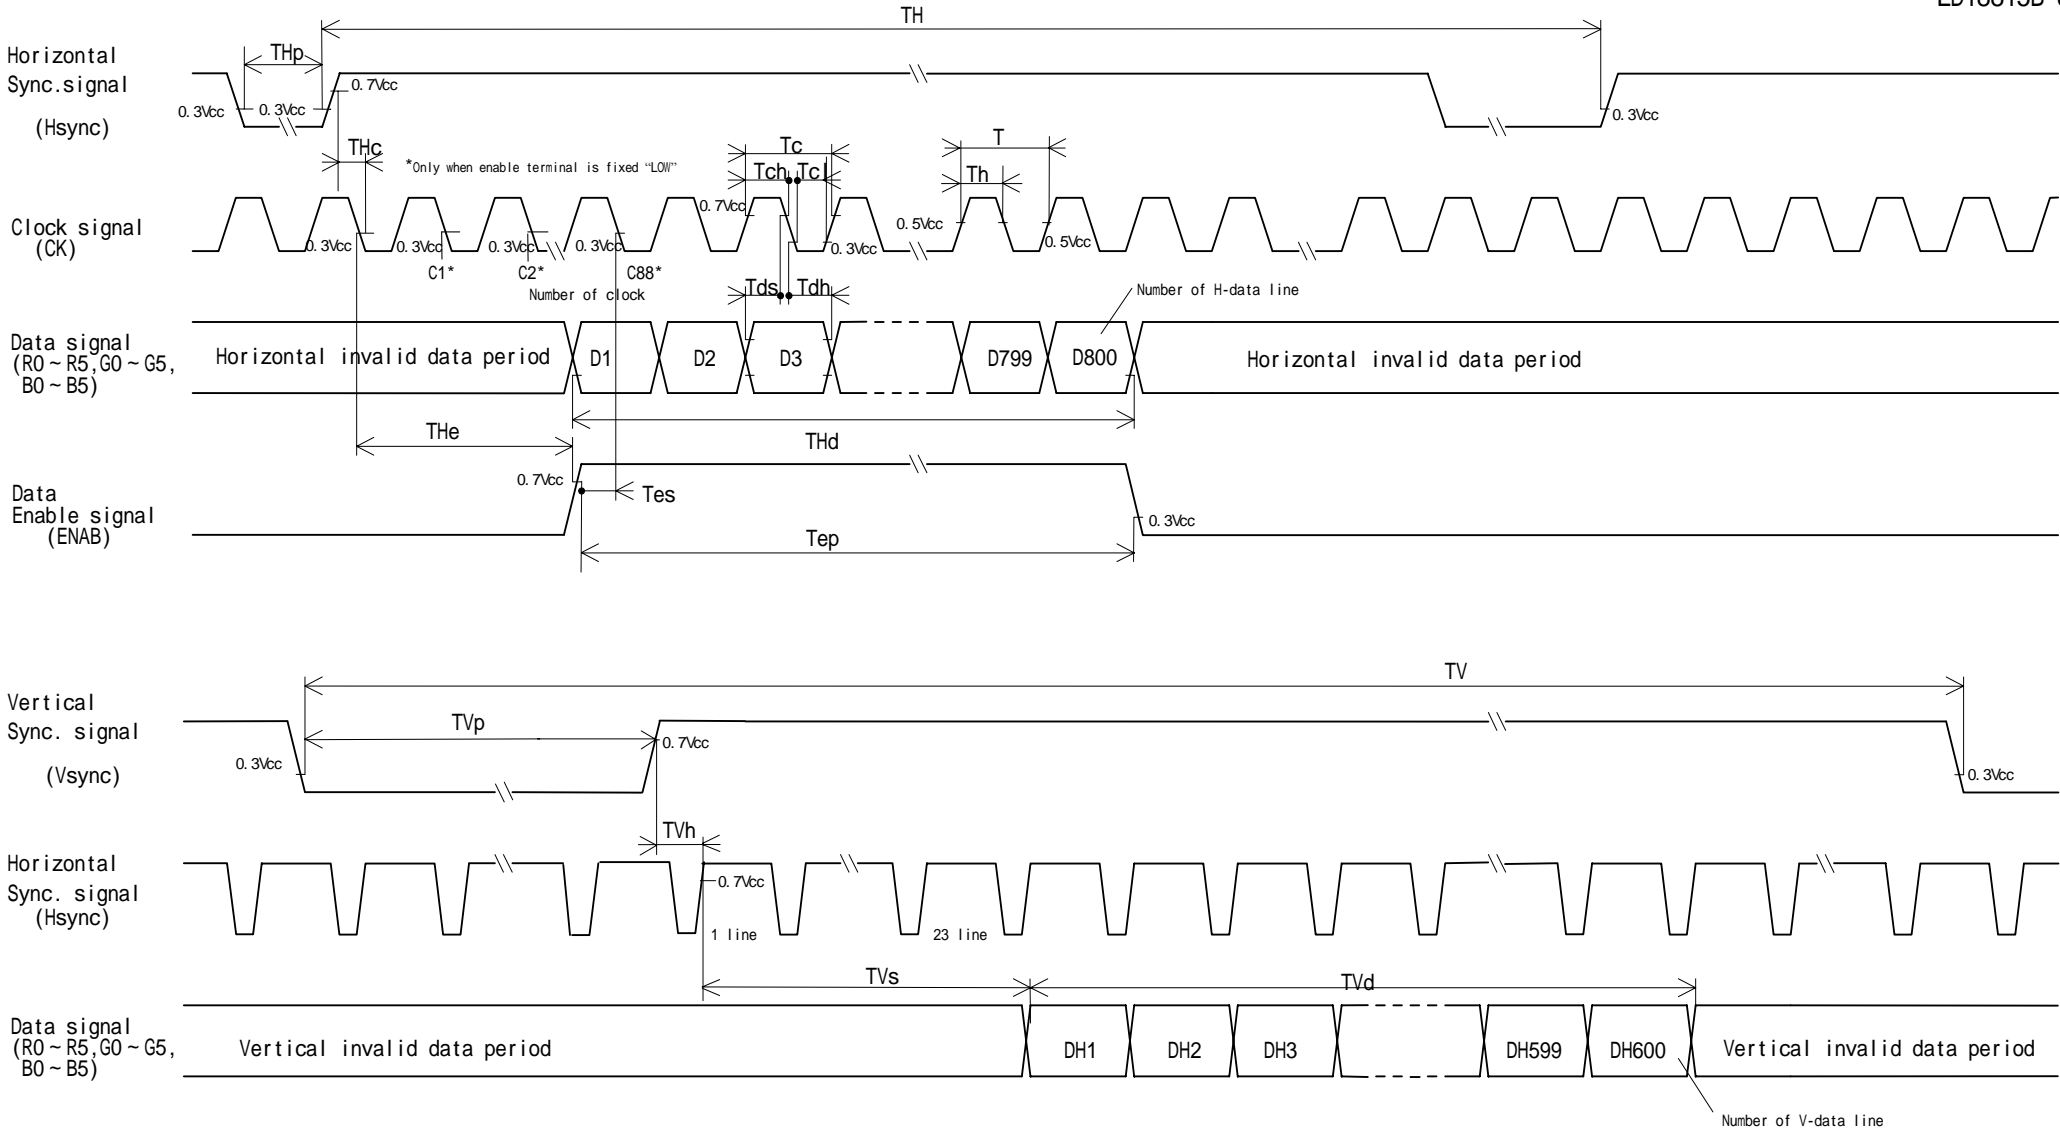 TH
Horizontal
Sync.signal
(Hsync)
THp
0.7Vcc
0.3Vcc
0.3Vcc
0.3Vcc
THc
*Only when enable terminal is fixed “LOW”
Tc
Tch
Tcl
T
Th
Clock signal
(CK)
0.7Vcc
0.5Vcc
0.3Vcc
0.3Vcc
0.3Vcc
0.3Vcc
0.3Vcc
0.5Vcc
C1*
C2*
C88*
Number of clock
Tds
Tdh
Number of H-data line
Data signal
(R0~R5,G0~G5,
B0~B5)
Horizontal invalid data period
D1
D2
D3
D799
D800
Horizontal invalid data period
THe
THd
Data
Enable signal
(ENAB)
0.7Vcc
Tes
0.3Vcc
Tep
TV
Vertical
Sync. signal
(Vsync)
TVp
0.7Vcc
0.3Vcc
0.3Vcc
TVh
Horizontal
Sync. signal
(Hsync)
0.7Vcc
1 line
23 line
TVs
TVd
Data signal
(R0~R5,G0~G5,
B0~B5)
Vertical invalid data period
DH1
DH2
DH3
DH599
DH600
Vertical invalid data period
Number of V-data line